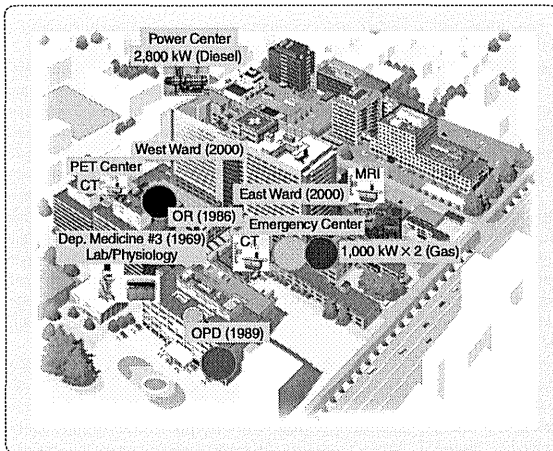 Power Center
2,800 kW (Diesel)
West Ward (2000)
PET Center
CT
MRI
East Ward (2000)
OR (1986)
Emergency Center
Dep. Medicine #3 (1969)
Lab/Physiology
CT
1,000 kW × 2 (Gas)
OPD (1989)